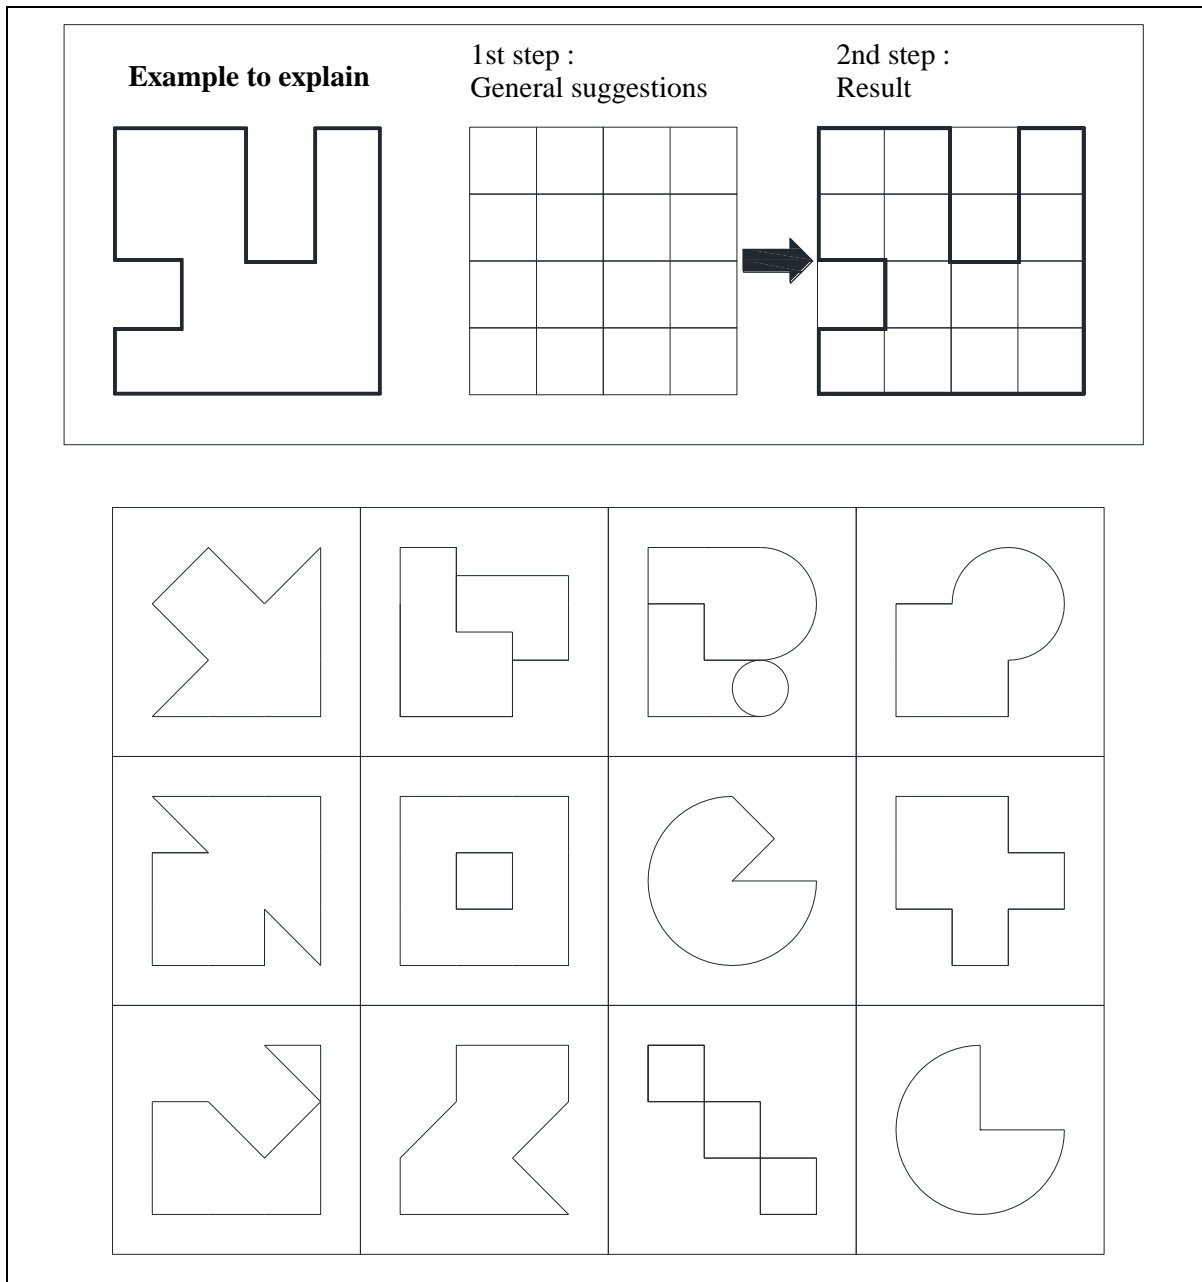 Example to explain
1st step :
General suggestions
2nd step :
Result